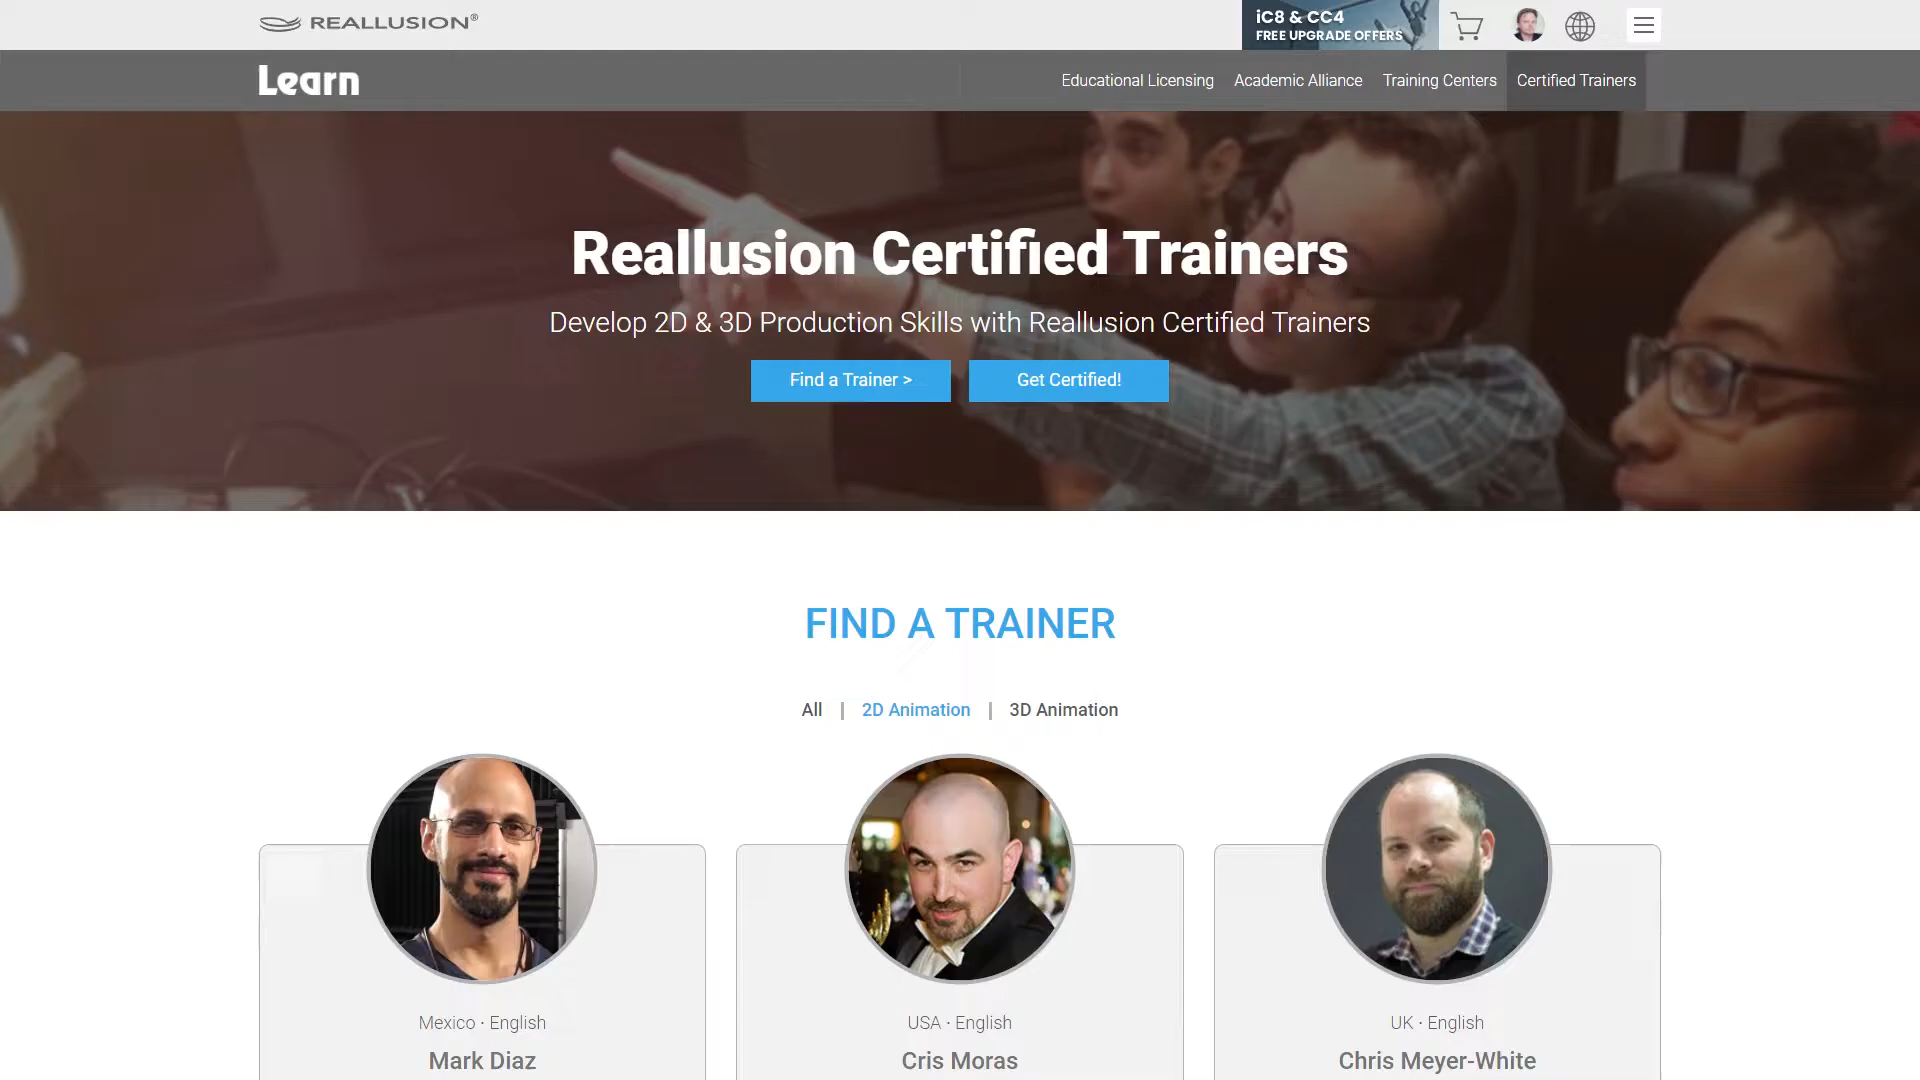 REALLUSION®
iC8 & CC4
FREE UPGRADE OFFERS
Learn
Educational Licensing
Academic Alliance
Training Centers
Certified Trainers
Reallusion Certified Trainers
Develop 2D & 3D Production Skills with Reallusion Certified Trainers
Find a Trainer >
Get Certified!
FIND A TRAINER
All | 2D Animation | 3D Animation
Mexico · English
Mark Diaz
USA · English
Cris Moras
UK · English
Chris Meyer-White